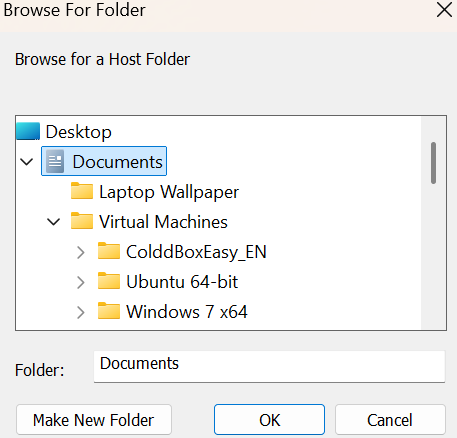 Browse For Folder
Browse for a Host Folder
Desktop
Documents
Laptop Wallpaper
Virtual Machines
ColddBoxEasy_EN
Ubuntu 64-bit
Windows 7 x64
Folder: Documents
Make New Folder OK Cancel